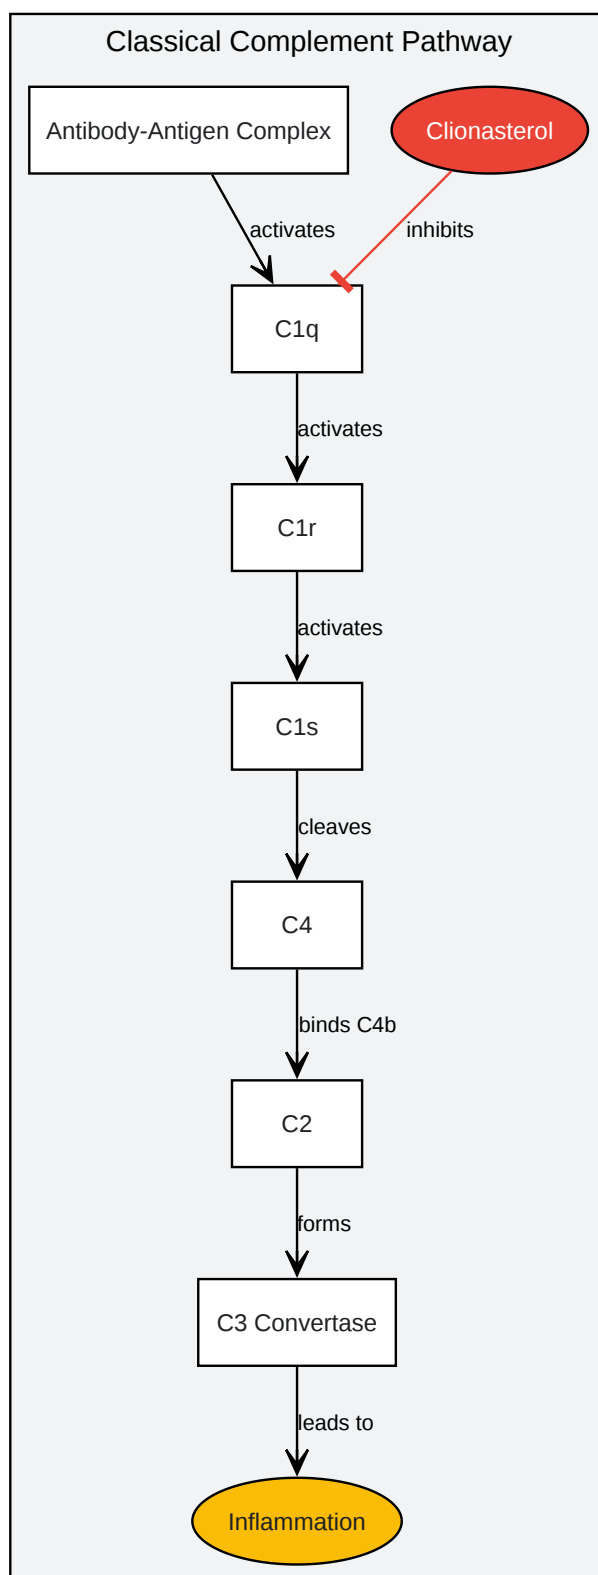 Classical Complement Pathway
Antibody-Antigen Complex
Clionasterol
activates
inhibits
C1q
activates
C1r
activates
C1s
cleaves
C4
binds C4b
C2
forms
C3 Convertase
leads to
Inflammation